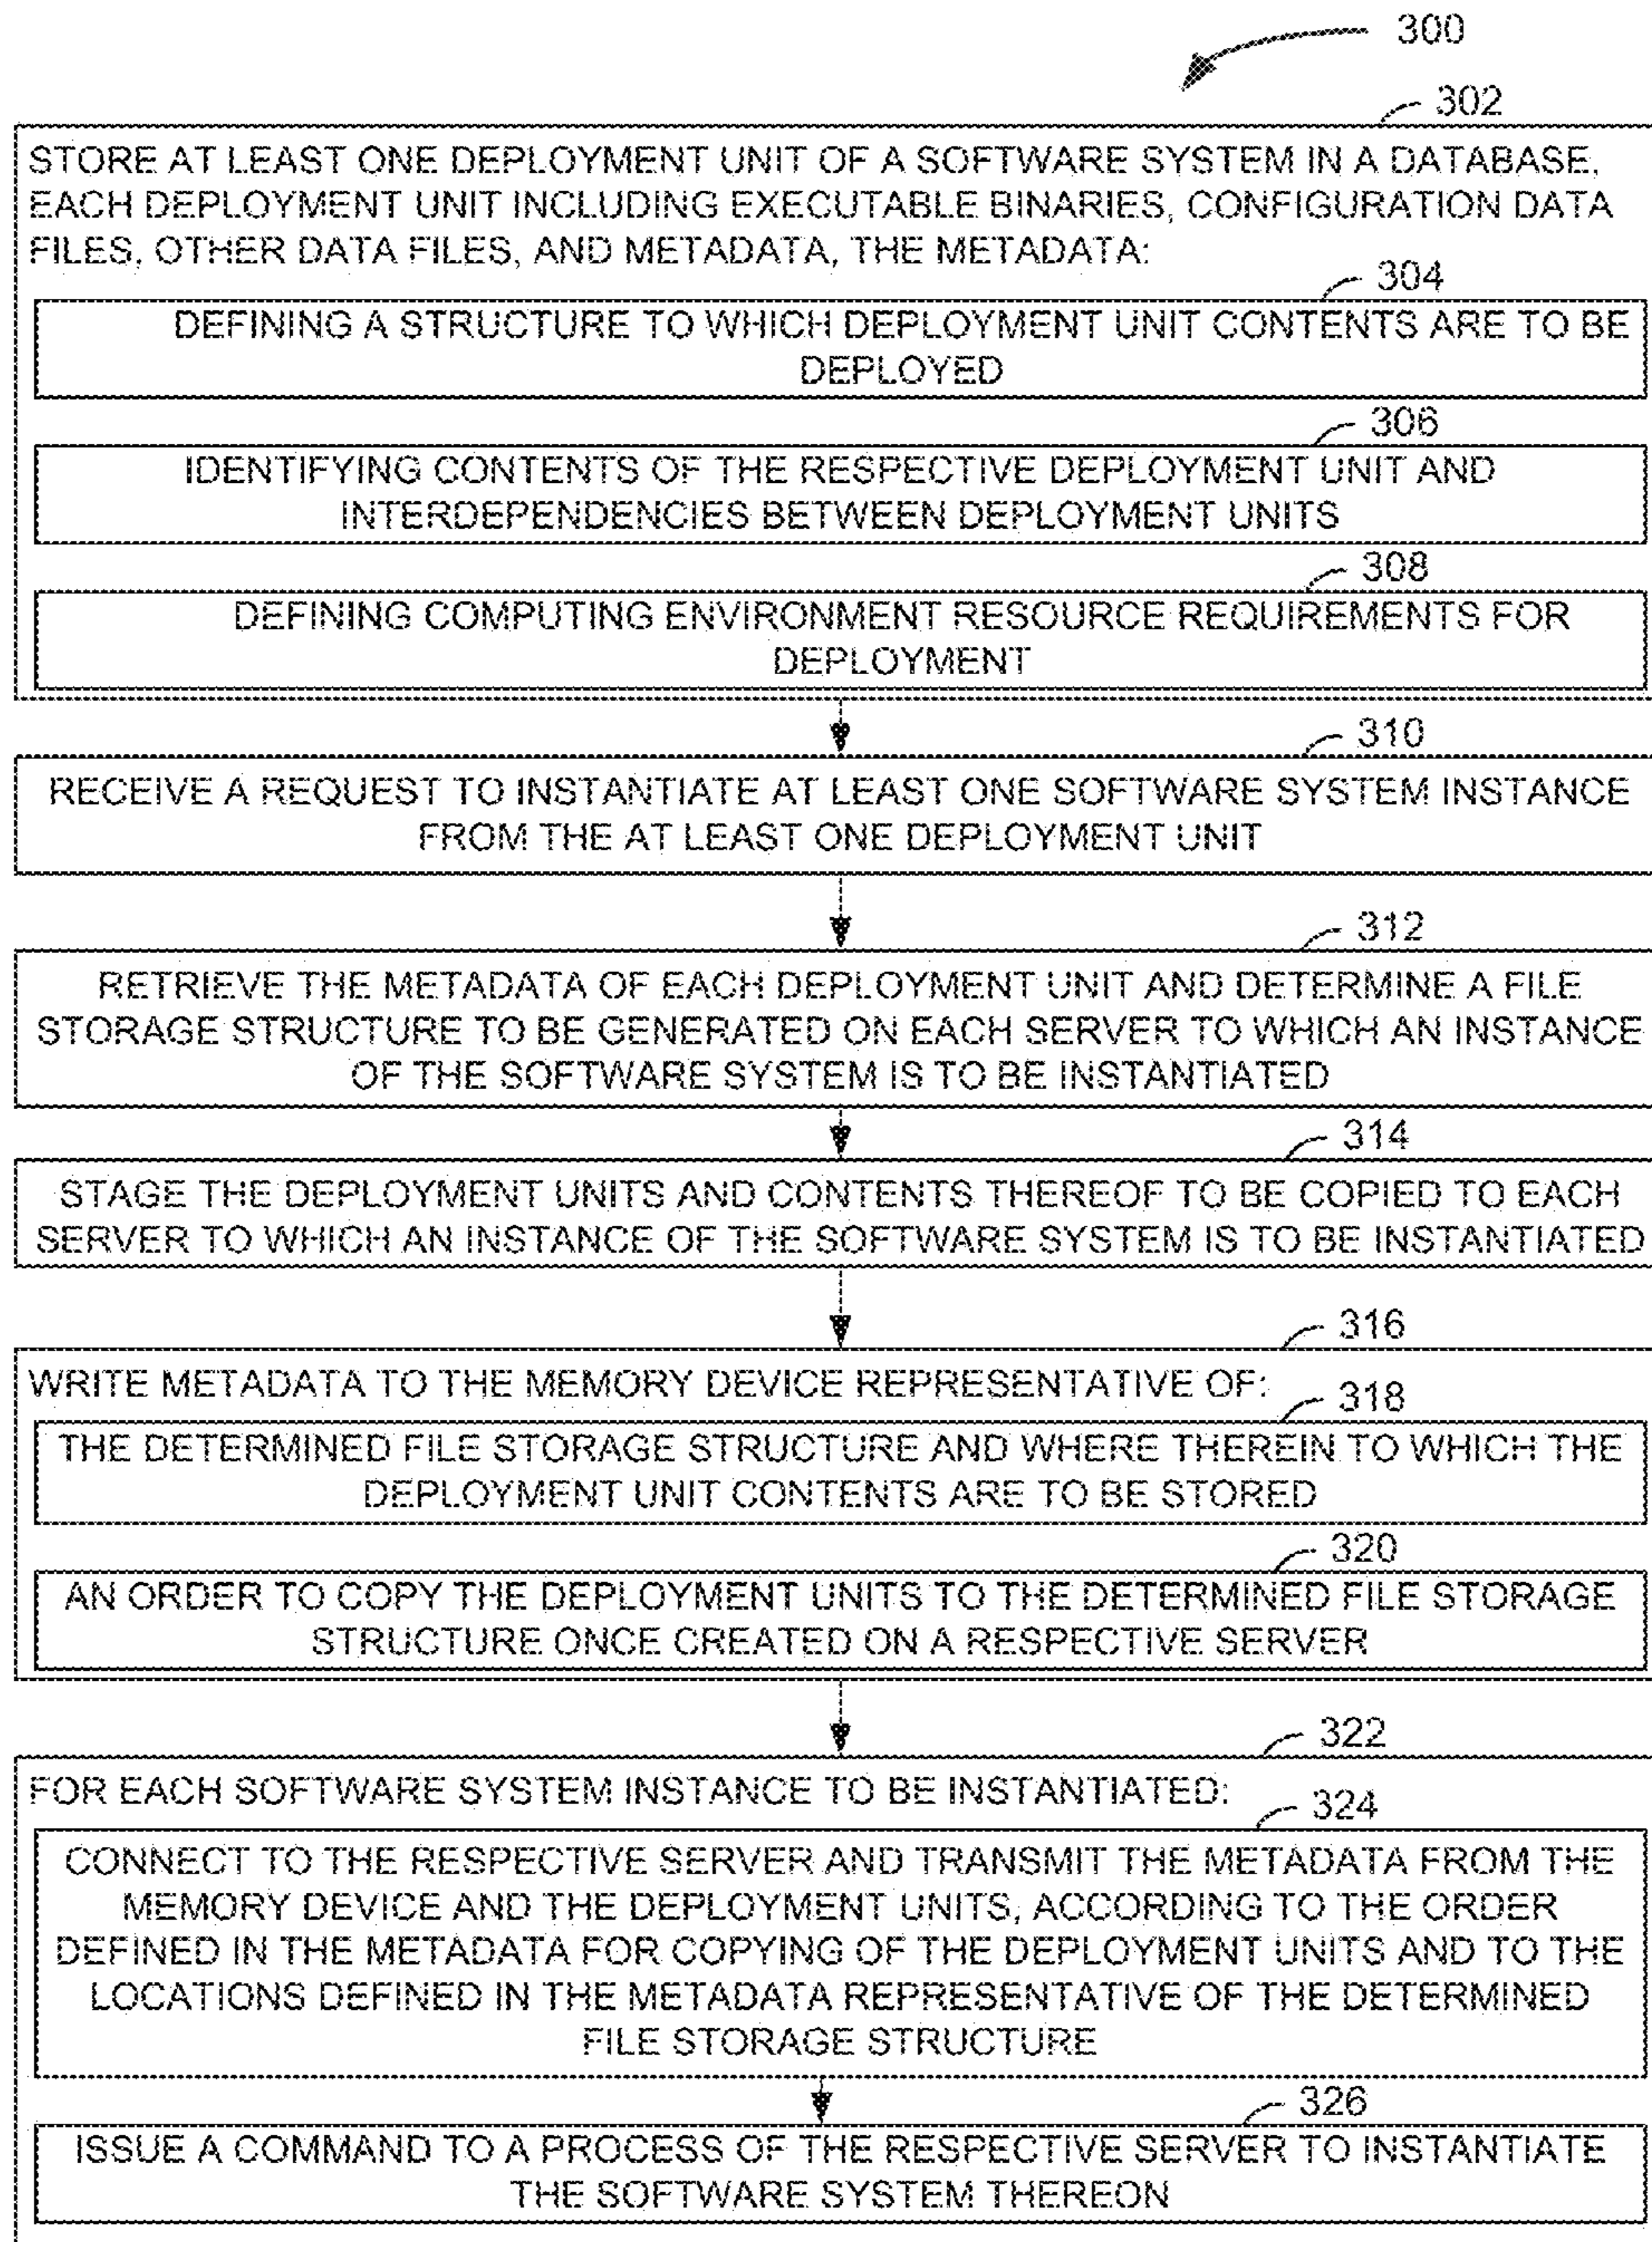 300
302
STORE AT LEAST ONE DEPLOYMENT UNIT OF A SOFTWARE SYSTEM IN A DATABASE,
EACH DEPLOYMENT UNIT INCLUDING EXECUTABLE BINARIES, CONFIGURATION DATA
FILES, OTHER DATA FILES, AND METADATA, THE METADATA:
304
DEFINING A STRUCTURE TO WHICH DEPLOYMENT UNIT CONTENTS ARE TO BE
DEPLOYED
306
IDENTIFYING CONTENTS OF THE RESPECTIVE DEPLOYMENT UNIT AND
INTERDEPENDENCIES BETWEEN DEPLOYMENT UNITS
308
DEFINING COMPUTING ENVIRONMENT RESOURCE REQUIREMENTS FOR
DEPLOYMENT
310
RECEIVE A REQUEST TO INSTANTIATE AT LEAST ONE SOFTWARE SYSTEM INSTANCE
FROM THE AT LEAST ONE DEPLOYMENT UNIT
312
RETRIEVE THE METADATA OF EACH DEPLOYMENT UNIT AND DETERMINE A FILE
STORAGE STRUCTURE TO BE GENERATED ON EACH SERVER TO WHICH AN INSTANCE
OF THE SOFTWARE SYSTEM IS TO BE INSTANTIATED
314
STAGE THE DEPLOYMENT UNITS AND CONTENTS THEREOF TO BE COPIED TO EACH
SERVER TO WHICH AN INSTANCE OF THE SOFTWARE SYSTEM IS TO BE INSTANTIATED
316
WRITE METADATA TO THE MEMORY DEVICE REPRESENTATIVE OF:
318
THE DETERMINED FILE STORAGE STRUCTURE AND WHERE THEREIN TO WHICH THE
DEPLOYMENT UNIT CONTENTS ARE TO BE STORED
320
AN ORDER TO COPY THE DEPLOYMENT UNITS TO THE DETERMINED FILE STORAGE
STRUCTURE ONCE CREATED ON A RESPECTIVE SERVER
322
FOR EACH SOFTWARE SYSTEM INSTANCE TO BE INSTANTIATED:
324
CONNECT TO THE RESPECTIVE SERVER AND TRANSMIT THE METADATA FROM THE
MEMORY DEVICE AND THE DEPLOYMENT UNITS, ACCORDING TO THE ORDER
DEFINED IN THE METADATA FOR COPYING OF THE DEPLOYMENT UNITS AND TO THE
LOCATIONS DEFINED IN THE METADATA REPRESENTATIVE OF THE DETERMINED
FILE STORAGE STRUCTURE
326
ISSUE A COMMAND TO A PROCESS OF THE RESPECTIVE SERVER TO INSTANTIATE
THE SOFTWARE SYSTEM THEREON